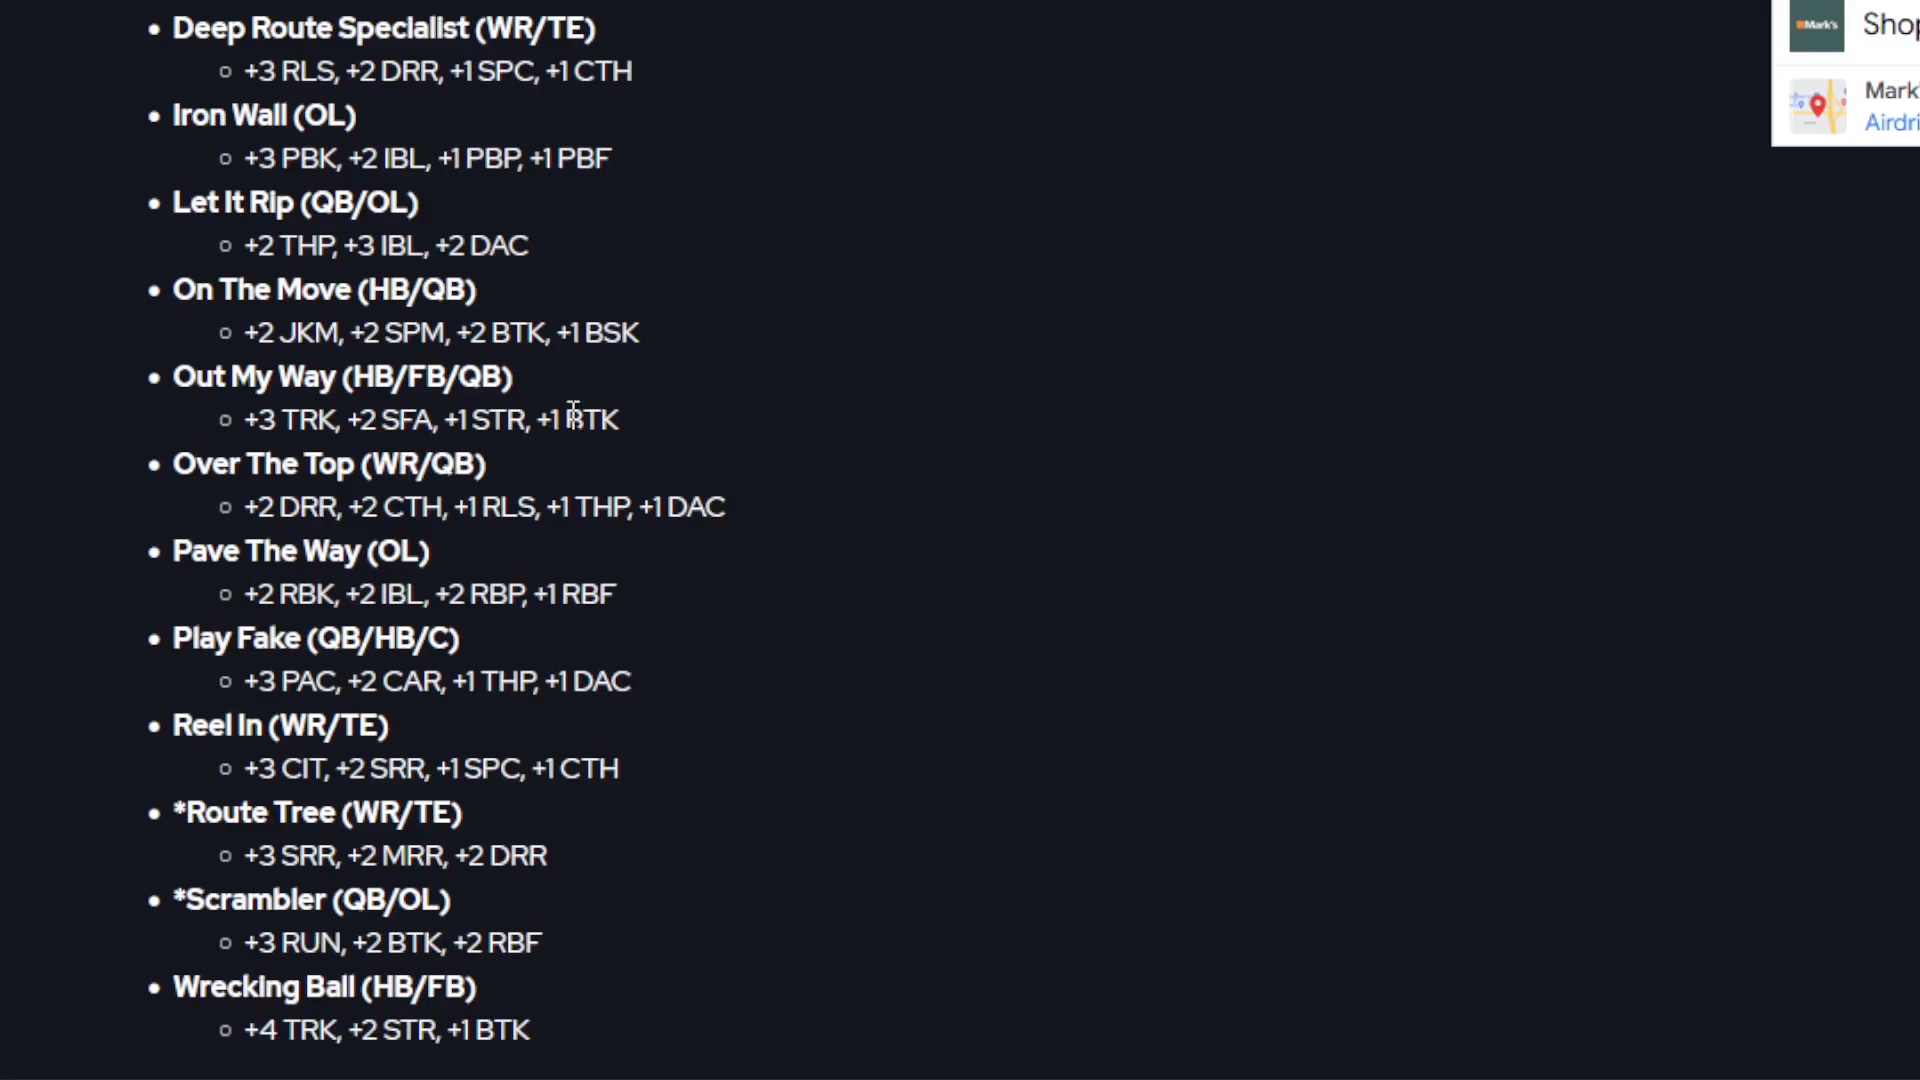 Deep Route Specialist (WR/TE)
+3 RLS, +2 DRR, +1 SPC, +1 CTH
Iron Wall (OL)
+3 PBK, +2 IBL, +1 PBP, +1 PBF
Let It Rip (QB/OL)
+2 THP, +3 IBL, +2 DAC
On The Move (HB/QB)
+2 JKM, +2 SPM, +2 BTK, +1 BSK
Out My Way (HB/FB/QB)
+3 TRK, +2 SFA, +1 STR, +1 BTK
Over The Top (WR/QB)
+2 DRR, +2 CTH, +1 RLS, +1 THP, +1 DAC
Pave The Way (OL)
+2 RBK, +2 IBL, +2 RBP, +1 RBF
Play Fake (QB/HB/C)
+3 PAC, +2 CAR, +1 THP, +1 DAC
Reel In (WR/TE)
+3 CIT, +2 SRR, +1 SPC, +1 CTH
*Route Tree (WR/TE)
+3 SRR, +2 MRR, +2 DRR
*Scrambler (QB/OL)
+3 RUN, +2 BTK, +2 RBF
Wrecking Ball (HB/FB)
+4 TRK, +2 STR, +1 BTK
Mark's
Shop
Mark'
Airdri